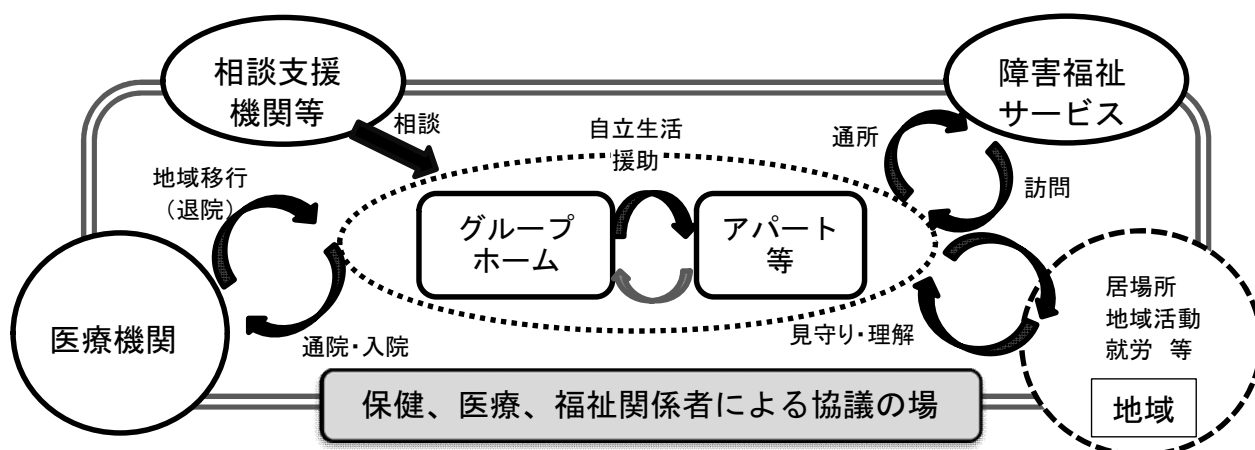 相談支援
機関等
障害福祉
サービス
相談
自立生活
援助
通所
訪問
地域移行
（退院）
グループ
ホーム
アパート
等
医療機関
通院・入院
見守り・理解
居場所
地域活動
就労 等
地域
保健、医療、福祉関係者による協議の場